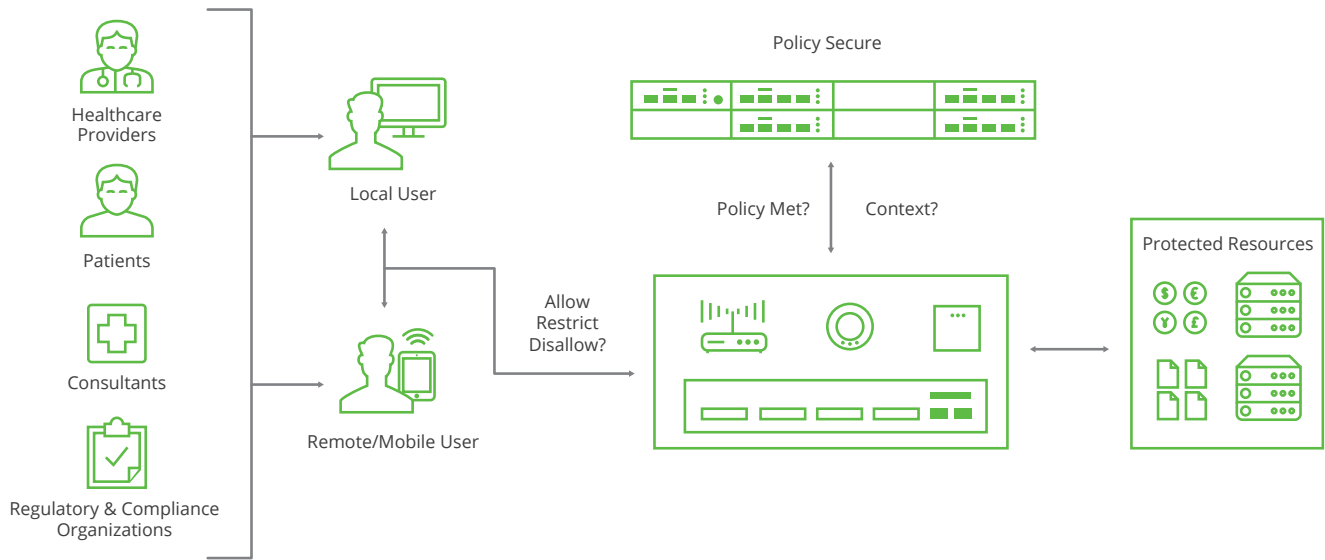 Healthcare
Providers
Patients
Consultants
Regulatory & Compliance
Organizations
Local User
Remote/Mobile User
Allow
Restrict
Disallow?
Policy Secure
Policy Met?
Context?
Protected Resources
$
€
¥
£